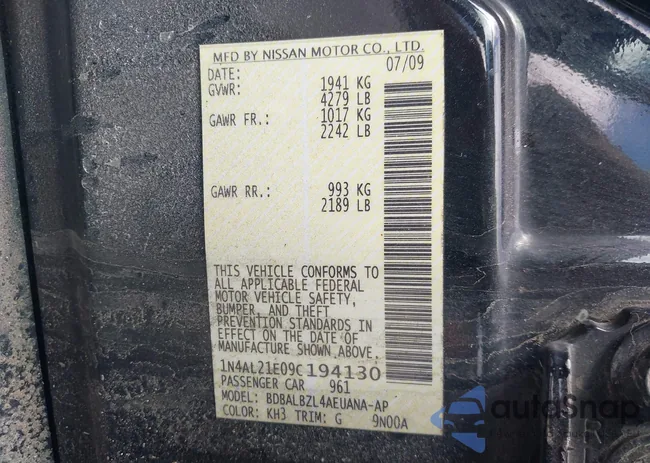 MFD BY NISSAN MOTOR CO., LTD.
DATE: 07/09
GVWR: 1941 KG
4279 LB
GAWR FR.: 1017 KG
2242 LB
GAWR RR.: 993 KG
2189 LB
THIS VEHICLE CONFORMS TO
ALL APPLICABLE FEDERAL
MOTOR VEHICLE SAFETY,
BUMPER, AND THEFT
PREVENTION STANDARDS IN
EFFECT ON THE DATE OF
MANUFACTURE SHOWN ABOVE.
1N4AL21E09C194130
PASSENGER CAR 961
MODEL: BDBALBZL4AEUANA-AP
COLOR: KH3 TRIM: G 9N00A
autoSnap
R